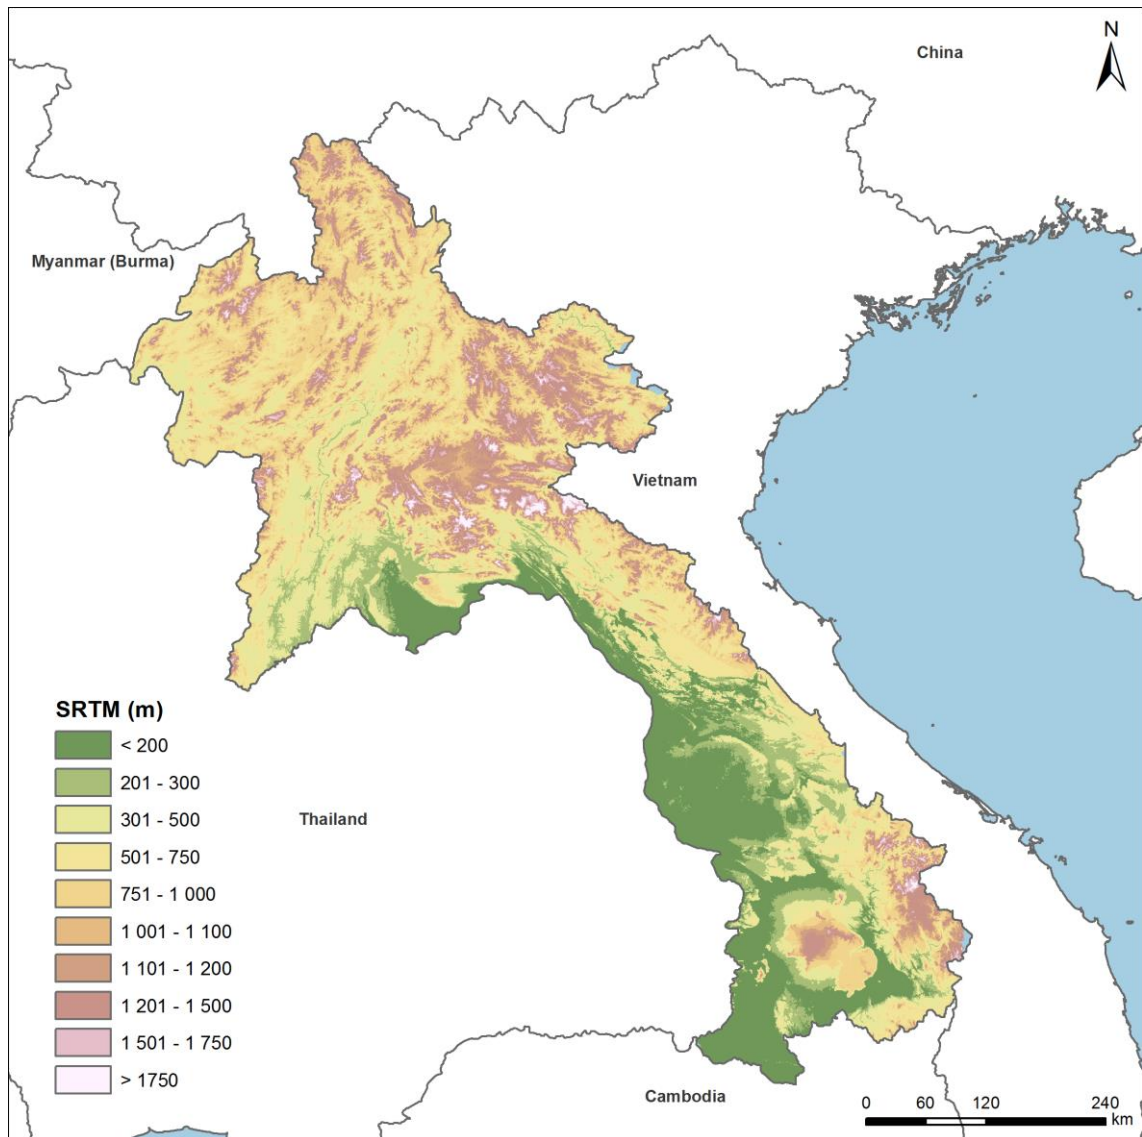 N
China
Myanmar (Burma)
Vietnam
SRTM (m)
< 200
201 - 300
301 - 500
501 - 750
751 - 1 000
1 001 - 1 100
1 101 - 1 200
1 201 - 1 500
1 501 - 1 750
> 1750
Thailand
Cambodia
0 60 120 240
km